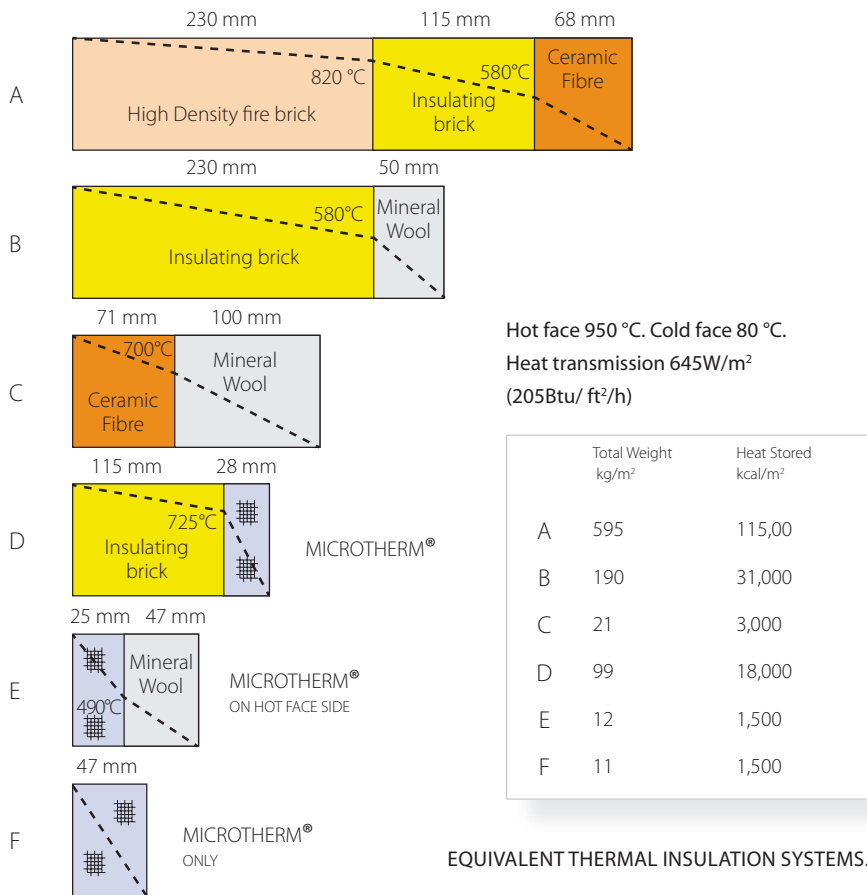 230 mm 115 mm 68 mm
A
820 °C
580°C
Ceramic
Fibre
High Density fire brick
Insulating
brick
230 mm 50 mm
B
580°C
Mineral
Wool
Insulating brick
71 mm 100 mm
C
700°C
Mineral
Wool
Ceramic
Fibre
115 mm 28 mm
D
725°C
Insulating
brick
MICROTHERM®
25 mm 47 mm
E
Mineral
Wool
490°C
MICROTHERM®
ON HOT FACE SIDE
47 mm
F
MICROTHERM®
ONLY
Hot face 950 °C. Cold face 80 °C.
Heat transmission 645W/m²
(205Btu/ ft²/h)
Total Weight Heat Stored
kg/m² kcal/m²
A 595 115,00
B 190 31,000
C 21 3,000
D 99 18,000
E 12 1,500
F 11 1,500
EQUIVALENT THERMAL INSULATION SYSTEMS.